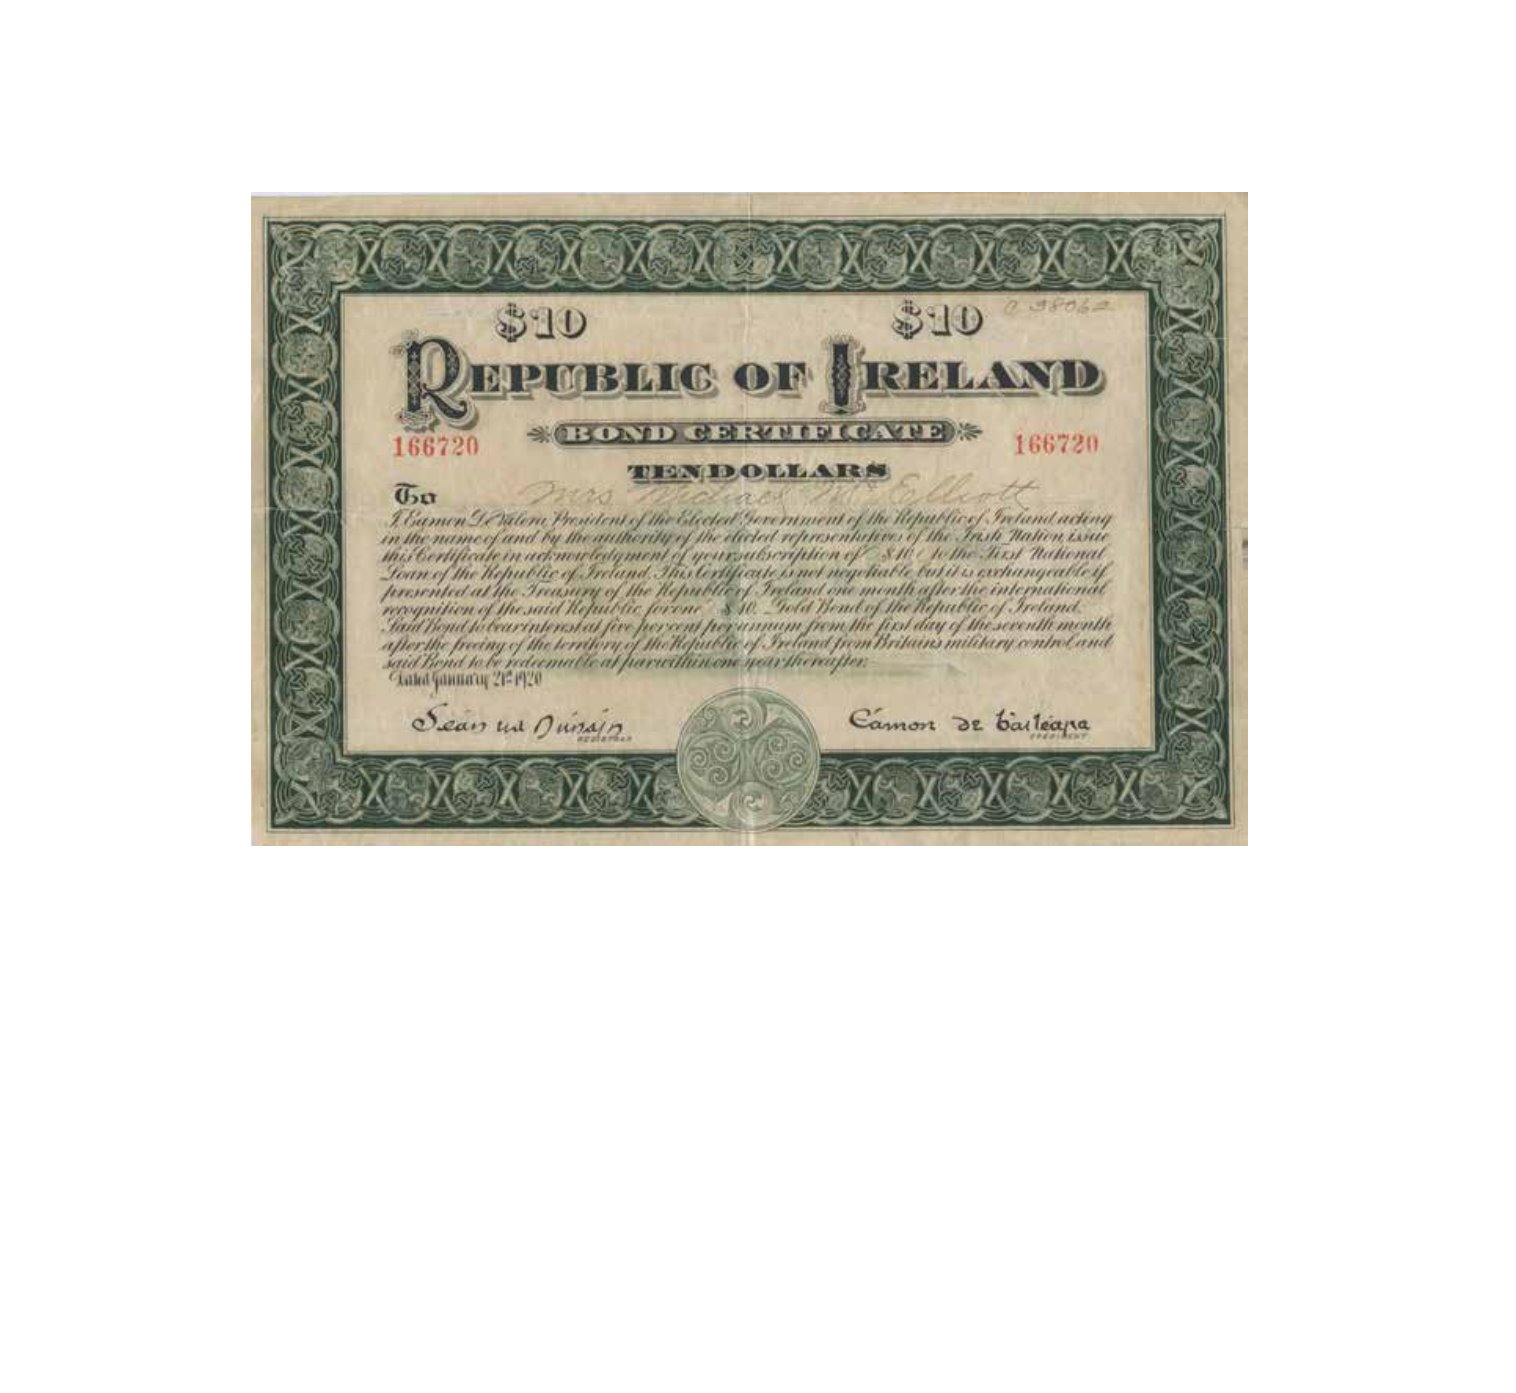 $10 $10 C 38062
REPUBLIC OF IRELAND
BOND CERTIFICATE
166720 166720
TEN DOLLARS
To Mrs Michael McElliott
I, Eamon De Valera President of the Elected Government of the Republic of Ireland acting
in the name of and by the authority of the elected representatives of the Irish Nation, issue
this Certificate in acknowledgment of your subscription of $10 to the First National
Loan of the Republic of Ireland. This Certificate is not negotiable but it is exchangeable if
presented at the Treasury of the Republic of Ireland one month after the international
recognition of the said Republic for one $10. Gold Bond of the Republic of Ireland.
Said Bond to bear interest at five per cent per annum from the first day of the seventh month
after the freeing of the territory of the Republic of Ireland from Britain's military control and
said Bond to be redeemable at par within one year thereafter.
Dated January 21st 1920
Éamon de Valéara
REGISTRAR PRESIDENT